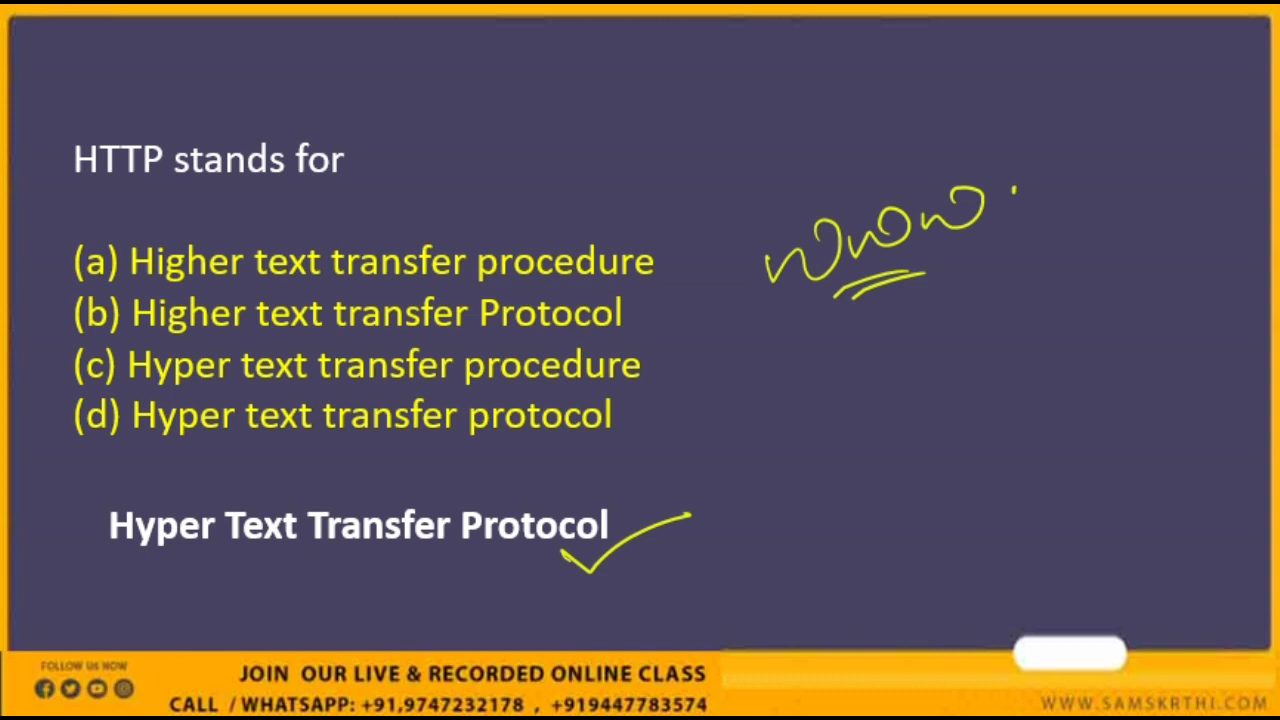 HTTP stands for
(a) Higher text transfer procedure
(b) Higher text transfer Protocol
(c) Hyper text transfer procedure
(d) Hyper text transfer protocol
Hyper Text Transfer Protocol
www.
FOLLOW US NOW
JOIN OUR LIVE & RECORDED ONLINE CLASS
CALL / WHATSAPP: +91,9747232178 , +919447783574
WWW.SAMSKRTHI.COM